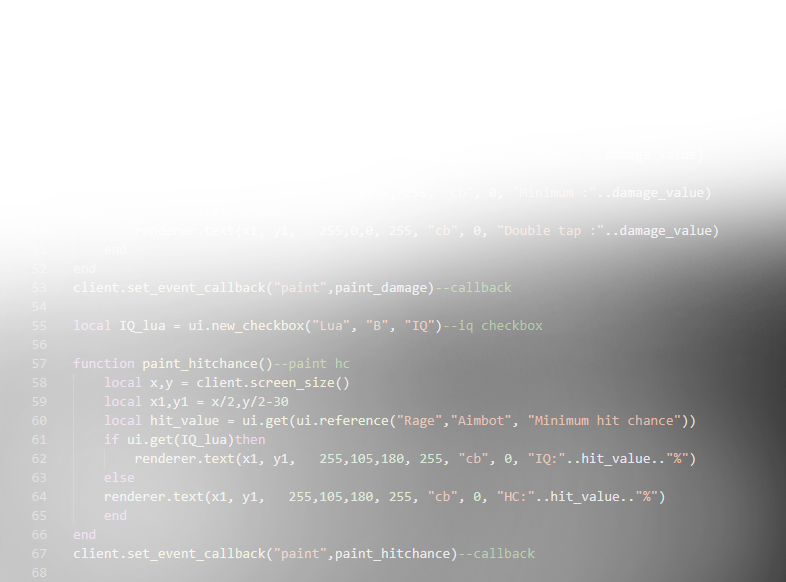 damage_value)
0, "Minimum :"..damage_value)
renderer.text(x1, y1,   255,0,0, 255, "cb", 0, "Double tap :"..damage_value)
end
52 end
53 client.set_event_callback("paint",paint_damage)--callback
54
55 local IQ_lua = ui.new_checkbox("Lua", "B", "IQ")--iq checkbox
56
57 function paint_hitchance()--paint hc
58 local x,y = client.screen_size()
59 local x1,y1 = x/2,y/2-30
60 local hit_value = ui.get(ui.reference("Rage","Aimbot", "Minimum hit chance"))
61 if ui.get(IQ_lua)then
62 renderer.text(x1, y1,   255,105,180, 255, "cb", 0, "IQ:"..hit_value.."%")
63 else
64 renderer.text(x1, y1,   255,105,180, 255, "cb", 0, "HC:"..hit_value.."%")
65 end
66 end
67 client.set_event_callback("paint",paint_hitchance)--callback
68